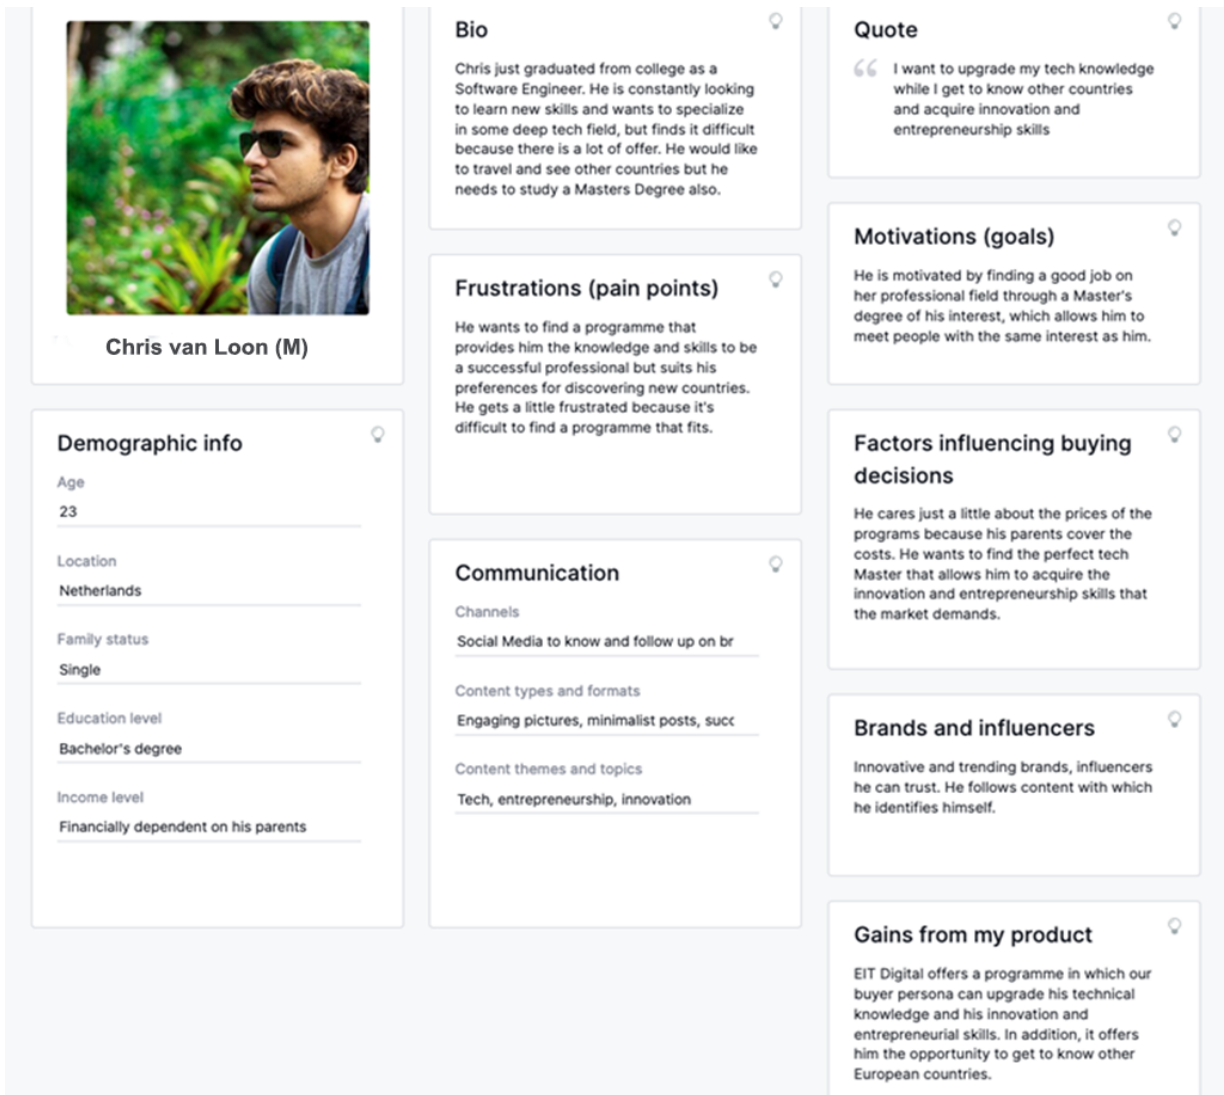 Chris van Loon (M)
Demographic info
Age
23
Location
Netherlands
Family status
Single
Education level
Bachelor's degree
Income level
Financially dependent on his parents
Bio
Chris just graduated from college as a
Software Engineer. He is constantly looking
to learn new skills and wants to specialize
in some deep tech field, but finds it difficult
because there is a lot of offer. He would like
to travel and see other countries but he
needs to study a Masters Degree also.
Frustrations (pain points)
He wants to find a programme that
provides him the knowledge and skills to be
a successful professional but suits his
preferences for discovering new countries.
He gets a little frustrated because it's
difficult to find a programme that fits.
Communication
Channels
Social Media to know and follow up on br
Content types and formats
Engaging pictures, minimalist posts, succ
Content themes and topics
Tech, entrepreneurship, innovation
Quote
“ I want to upgrade my tech knowledge
while I get to know other countries
and acquire innovation and
entrepreneurship skills
Motivations (goals)
He is motivated by finding a good job on
her professional field through a Master's
degree of his interest, which allows him to
meet people with the same interest as him.
Factors influencing buying
decisions
He cares just a little about the prices of the
programs because his parents cover the
costs. He wants to find the perfect tech
Master that allows him to acquire the
innovation and entrepreneurship skills that
the market demands.
Brands and influencers
Innovative and trending brands, influencers
he can trust. He follows content with which
he identifies himself.
Gains from my product
EIT Digital offers a programme in which our
buyer persona can upgrade his technical
knowledge and his innovation and
entrepreneurial skills. In addition, it offers
him the opportunity to get to know other
European countries.